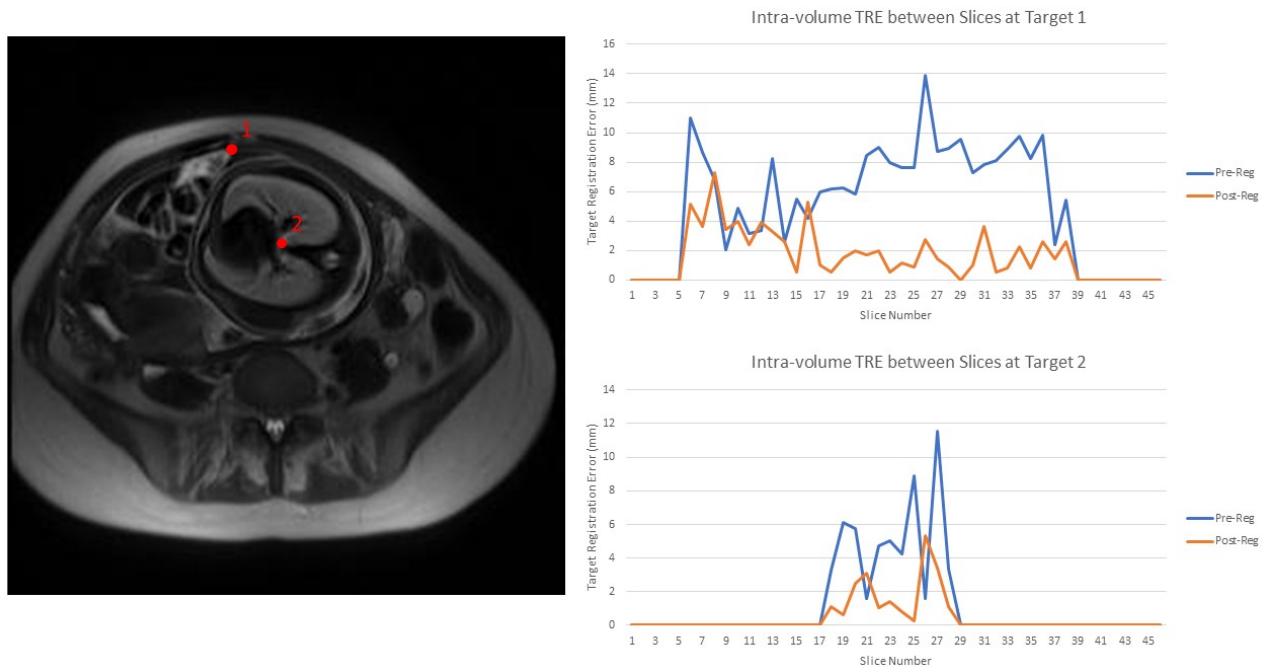 1
2
Intra-volume TRE between Slices at Target 1
Target Registration Error (mm)
16
14
12
10
8
6
4
2
0
1 3 5 7 9 11 13 15 17 19 21 23 25 27 29 31 33 35 37 39 41 43 45
Slice Number
Pre-Reg
Post-Reg
Intra-volume TRE between Slices at Target 2
Target Registration Error (mm)
14
12
10
8
6
4
2
0
1 3 5 7 9 11 13 15 17 19 21 23 25 27 29 31 33 35 37 39 41 43 45
Slice Number
Pre-Reg
Post-Reg